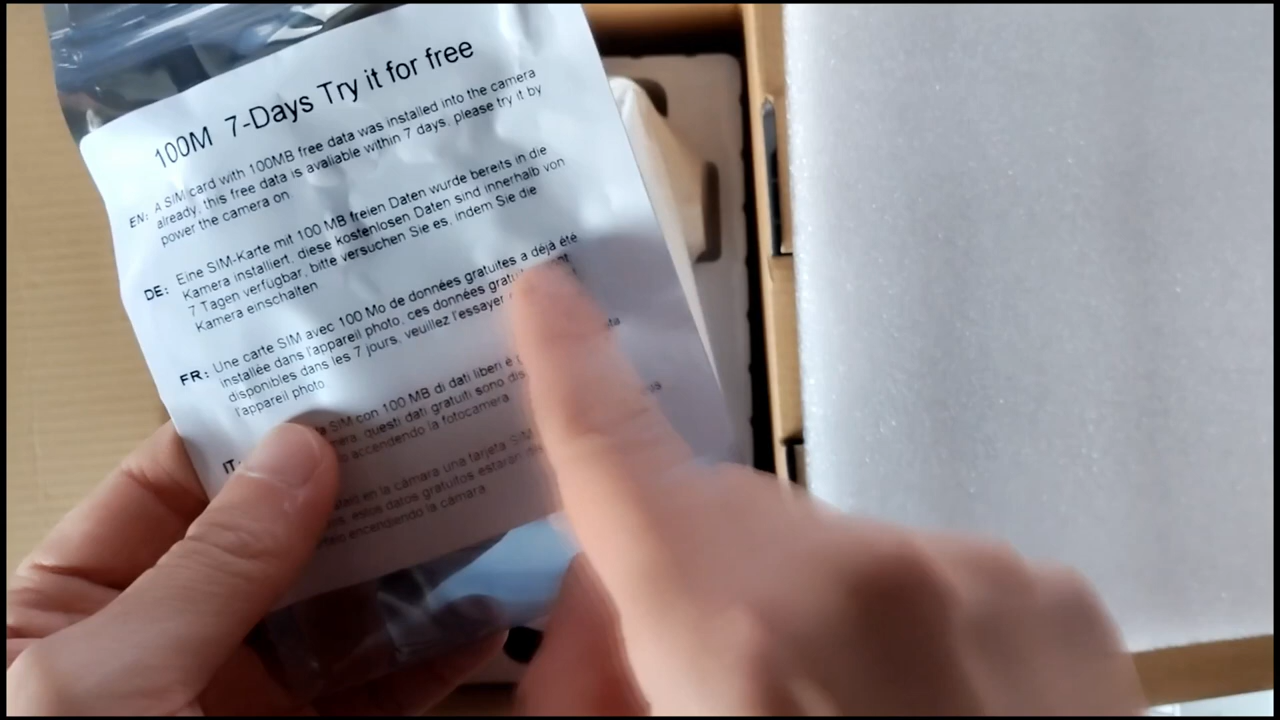 100M 7-Days Try it for free
EN: A SIM card with 100MB free data was installed into the camera
already, this free data is avaliable within 7 days, please try it by
power the camera on
DE: Eine SIM-Karte mit 100 MB freien Daten wurde bereits in die
Kamera installiert, diese kostenlosen Daten sind innerhalb von
7 Tagen verfügbar, bitte versuchen Sie es, indem Sie die
Kamera einschalten
FR: Une carte SIM avec 100 Mo de données gratuites a déjà été
installée dans l'appareil photo, ces données
disponibles dans les 7 jours, veuillez l'essayer
l'appareil photo
IT: SIM con 100 MB di dati liberi è
questi dati gratuiti sono
accendendo la fotocamera
en la cámara una tarjeta SIM
estos datos gratuitos estarán
encendiendo la cámara